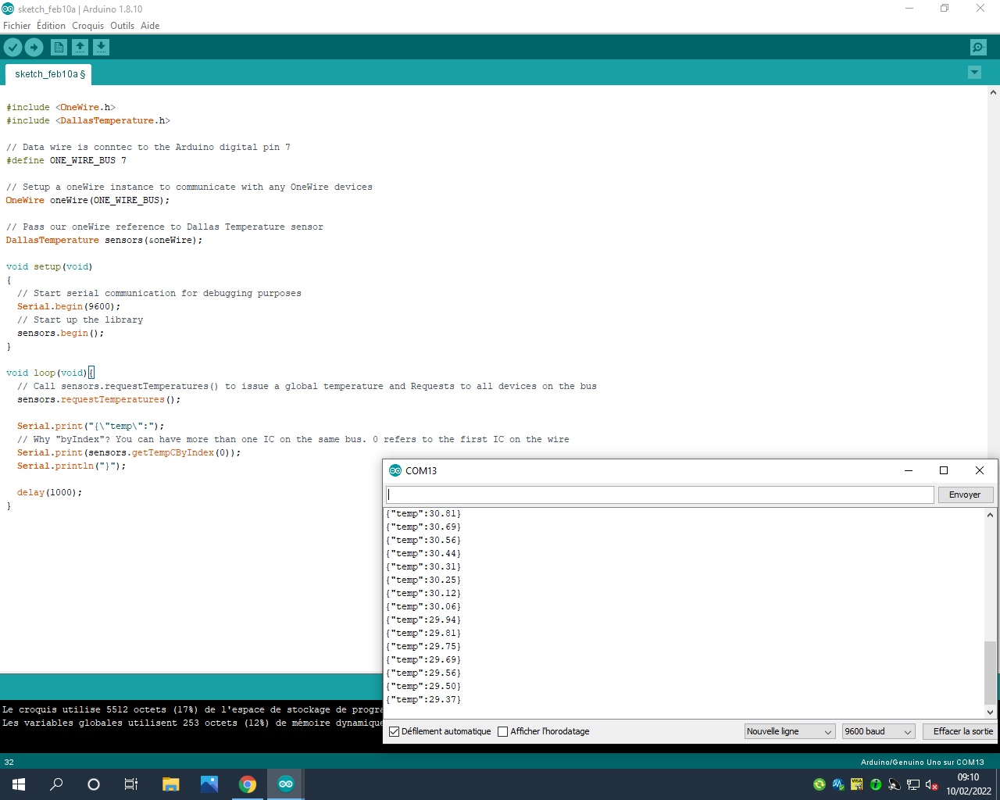 sketch_feb10a | Arduino 1.8.10
Fichier Édition Croquis Outils Aide
sketch_feb10a §
#include <OneWire.h>
#include <DallasTemperature.h>
// Data wire is conntec to the Arduino digital pin 7
#define ONE_WIRE_BUS 7
// Setup a oneWire instance to communicate with any OneWire devices
OneWire oneWire(ONE_WIRE_BUS);
// Pass our oneWire reference to Dallas Temperature sensor
DallasTemperature sensors(&oneWire);
void setup(void)
{
// Start serial communication for debugging purposes
Serial.begin(9600);
// Start up the library
sensors.begin();
}
void loop(void){
// Call sensors.requestTemperatures() to issue a global temperature and Requests to all devices on the bus
sensors.requestTemperatures();
Serial.print("{\"temp\":");
// Why "byIndex"? You can have more than one IC on the same bus. 0 refers to the first IC on the wire
Serial.print(sensors.getTempCByIndex(0));
Serial.println("}");
delay(1000);
}
COM13
Envoyer
{"temp":30.81}
{"temp":30.69}
{"temp":30.56}
{"temp":30.44}
{"temp":30.31}
{"temp":30.25}
{"temp":30.12}
{"temp":30.06}
{"temp":29.94}
{"temp":29.81}
{"temp":29.75}
{"temp":29.69}
{"temp":29.56}
{"temp":29.50}
{"temp":29.37}
Défilement automatique Afficher l'horodatage Nouvelle ligne 9600 baud Effacer la sortie
Le croquis utilise 5512 octets (17%) de l'espace de stockage de progra
Les variables globales utilisent 253 octets (12%) de mémoire dynamique
32
Arduino/Genuino Uno sur COM13
09:10
10/02/2022